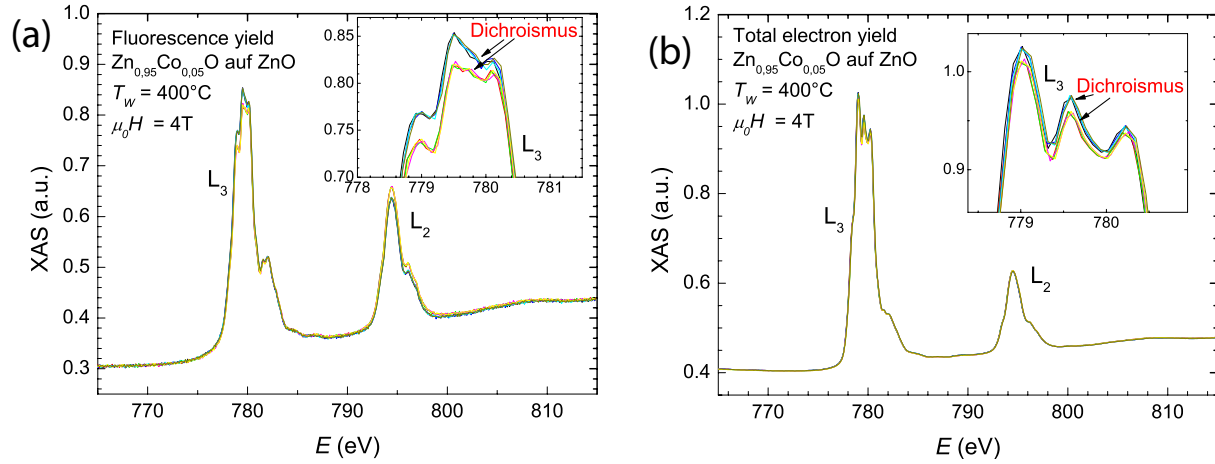 (a)
Fluorescence yield
Zn0,95Co0,05O auf ZnO
TW = 400°C
μ0H = 4T
Dichroismus
L3
0.85
0.80
0.75
0.70
778 779 780 781
L3
L2
1.0
0.9
0.8
0.7
0.6
0.5
0.4
0.3
XAS (a.u.)
770 780 790 800 810
E (eV)
(b)
Total electron yield
Zn0,95Co0,05O auf ZnO
TW = 400°C
μ0H = 4T
L3
Dichroismus
1.0
0.9
779 780
L3
L2
1.2
1.0
0.8
0.6
0.4
XAS (a.u.)
770 780 790 800 810
E (eV)